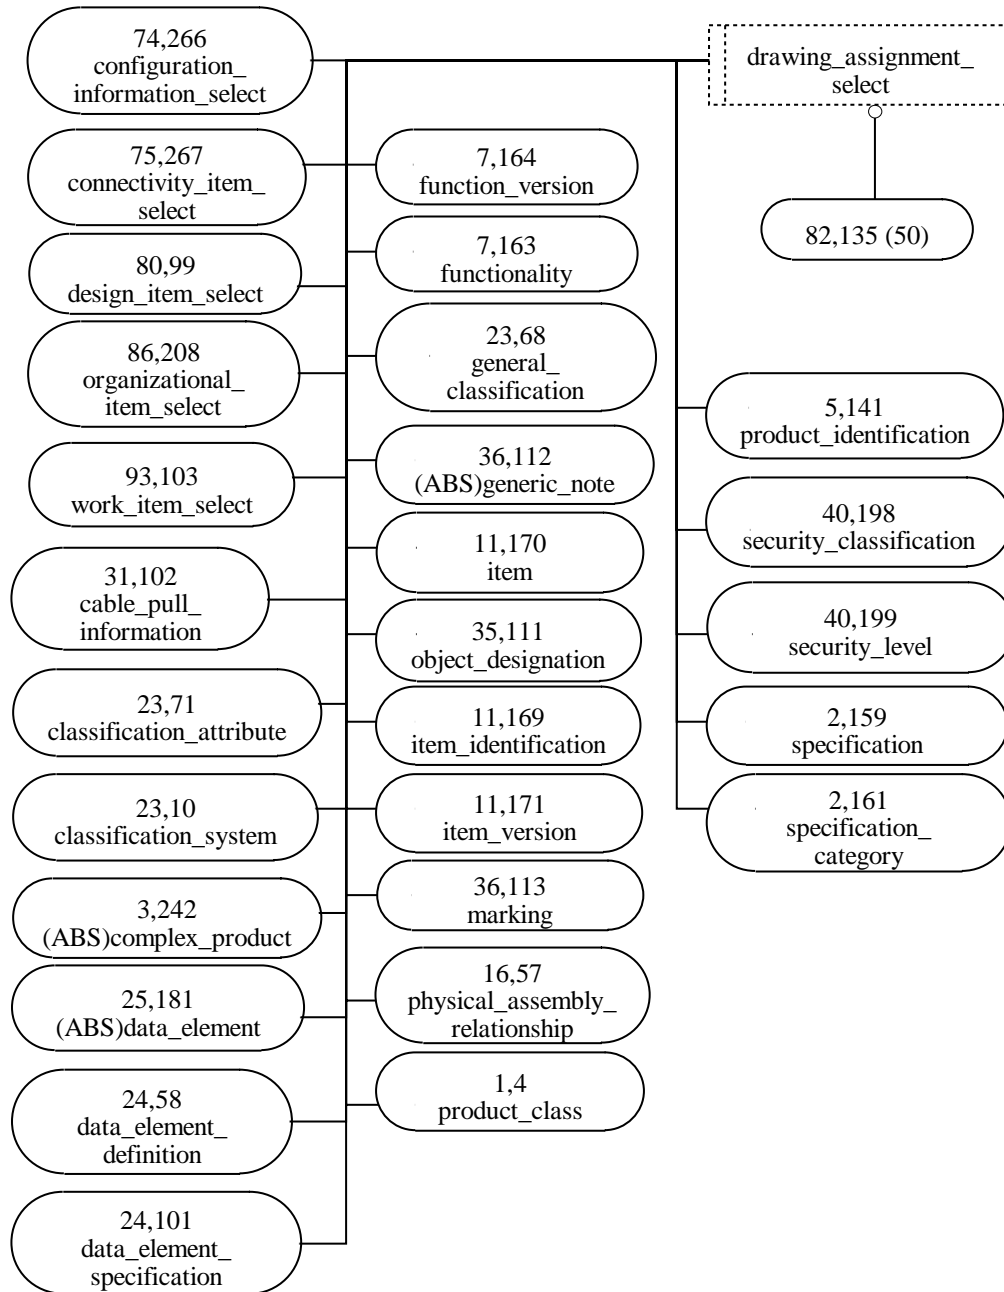 74,266
configuration_
information_select
75,267
connectivity_item_
select
80,99
design_item_select
86,208
organizational_
item_select
93,103
work_item_select
31,102
cable_pull_
information
23,71
classification_attribute
23,10
classification_system
3,242
(ABS)complex_product
25,181
(ABS)data_element
24,58
data_element_
definition
24,101
data_element_
specification
7,164
function_version
7,163
functionality
23,68
general_
classification
36,112
(ABS)generic_note
11,170
item
35,111
object_designation
11,169
item_identification
11,171
item_version
36,113
marking
16,57
physical_assembly_
relationship
1,4
product_class
drawing_assignment_
select
82,135 (50)
5,141
product_identification
40,198
security_classification
40,199
security_level
2,159
specification
2,161
specification_
category